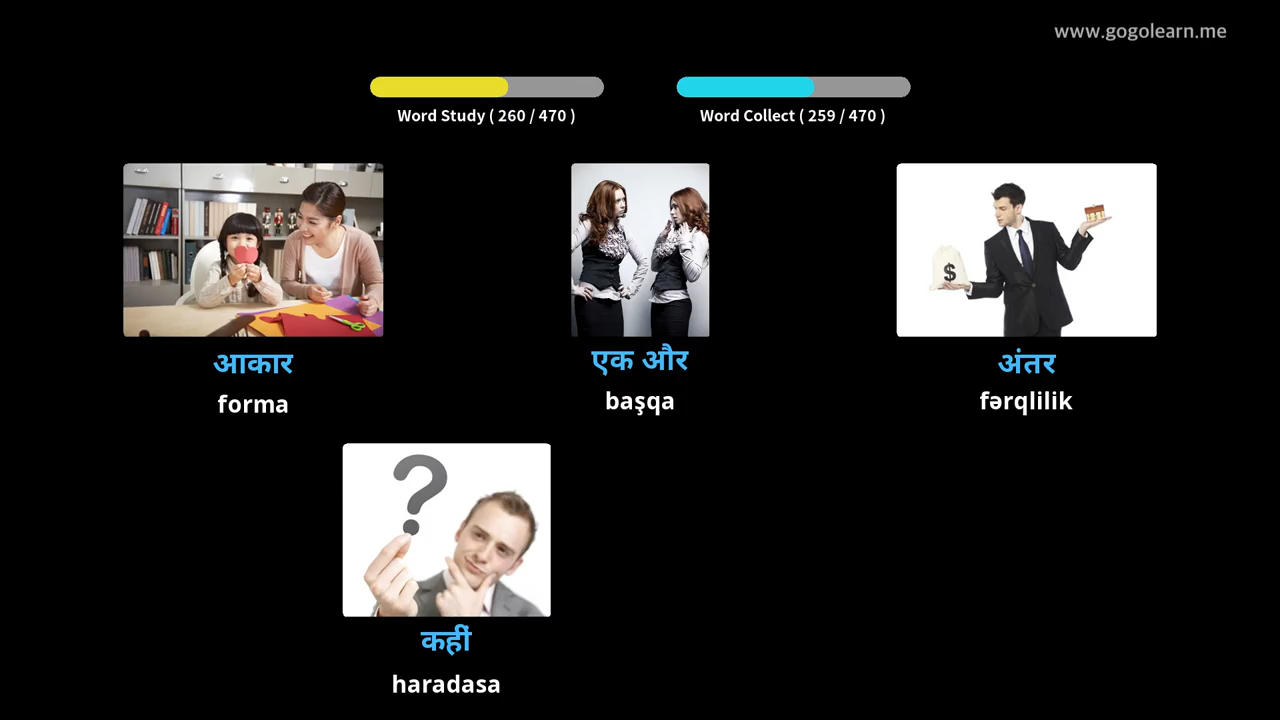 www.gogolearn.me
Word Study ( 260 / 470 )
Word Collect ( 259 / 470 )
$
आकार
forma
एक और
başqa
अंतर
fərqlilik
?
कहीं
haradasa